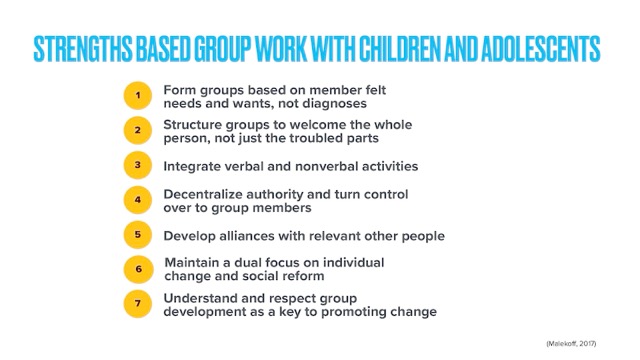 STRENGTHS BASED GROUP WORK WITH CHILDREN AND ADOLESCENTS
1 Form groups based on member felt
needs and wants, not diagnoses
2 Structure groups to welcome the whole
person, not just the troubled parts
3 Integrate verbal and nonverbal activities
4 Decentralize authority and turn control
over to group members
5 Develop alliances with relevant other people
6 Maintain a dual focus on individual
change and social reform
7 Understand and respect group
development as a key to promoting change
(Malekoff, 2017)